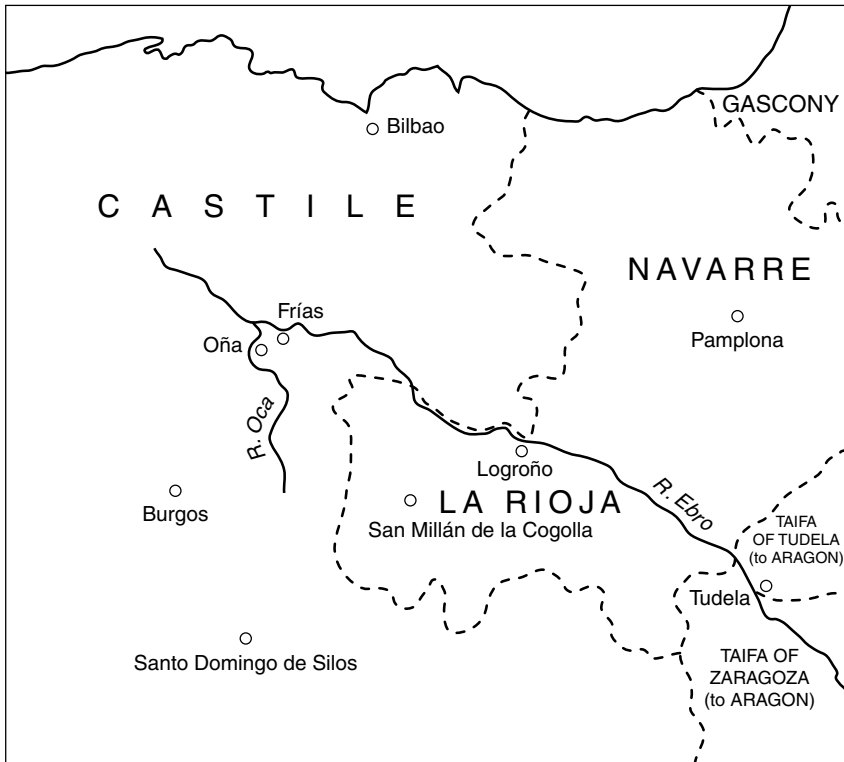 GASCONY
Bilbao
CASTILE
NAVARRE
Frías
Oña
Pamplona
R. Oca
Logroño
LA RIOJA
R. Ebro
Burgos
San Millán de la Cogolla
TAIFA
OF TUDELA
(to ARAGON)
Tudela
Santo Domingo de Silos
TAIFA OF
ZARAGOZA
(to ARAGON)